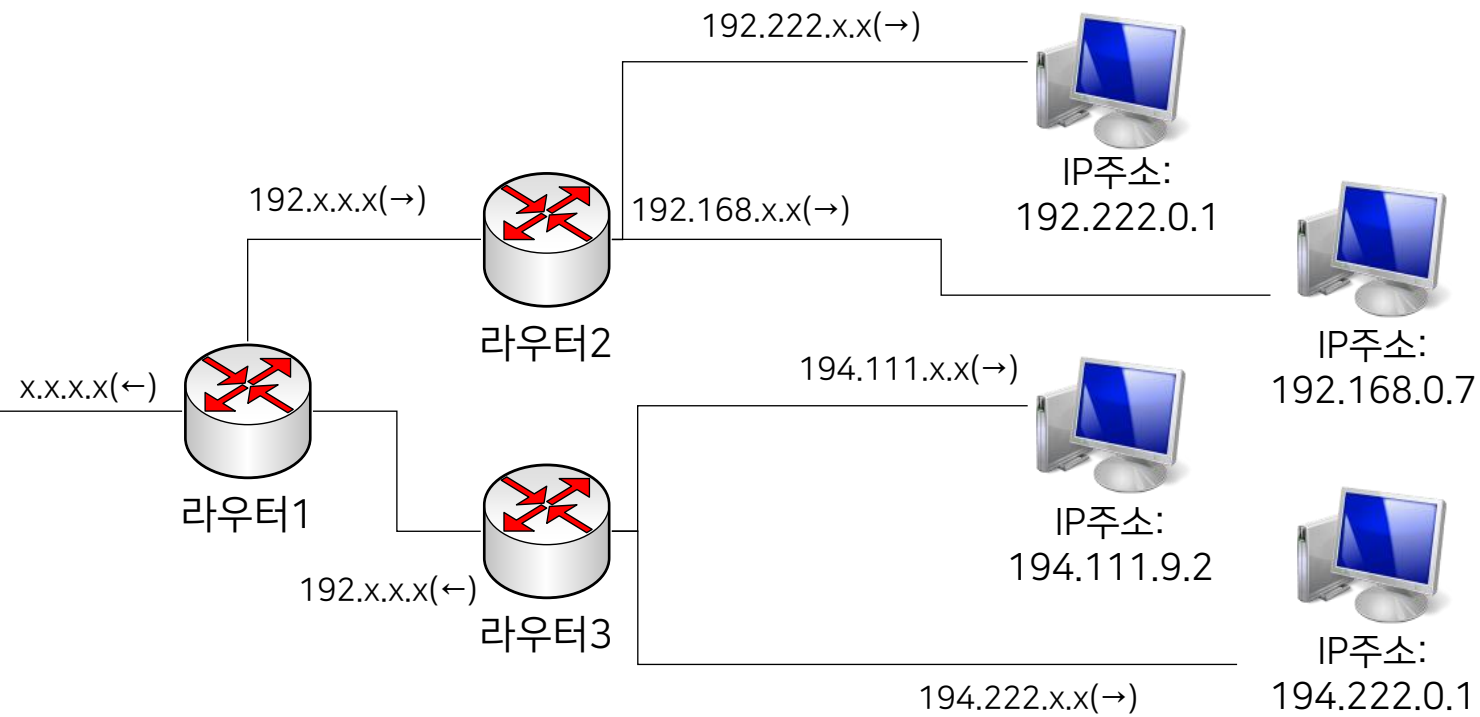 192.222.x.x(→)
IP주소:
192.222.0.1
192.x.x.x(→)
192.168.x.x(→)
라우터2
IP주소:
192.168.0.7
x.x.x.x(←)
194.111.x.x(→)
라우터1
IP주소:
194.111.9.2
192.x.x.x(←)
라우터3
IP주소:
194.222.0.1
194.222.x.x(→)